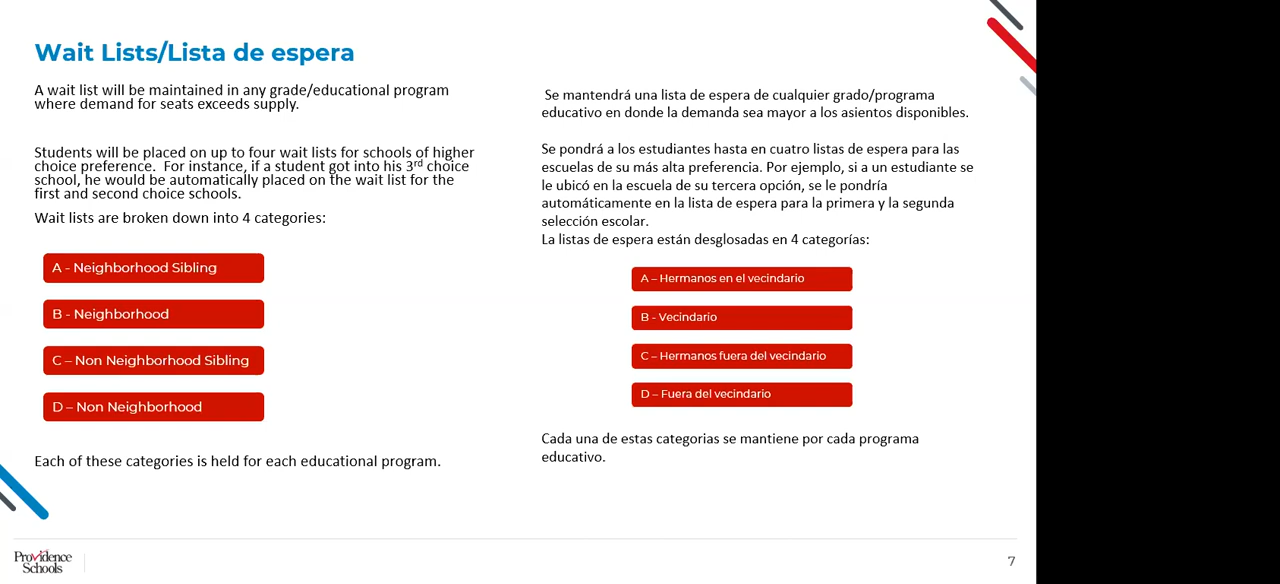 Wait Lists/Lista de espera
A wait list will be maintained in any grade/educational program
where demand for seats exceeds supply.
Students will be placed on up to four wait lists for schools of higher
choice preference.  For instance, if a student got into his 3rd choice
school, he would be automatically placed on the wait list for the
first and second choice schools.
Wait lists are broken down into 4 categories:
A - Neighborhood Sibling
B - Neighborhood
C – Non Neighborhood Sibling
D – Non Neighborhood
Each of these categories is held for each educational program.
Se mantendrá una lista de espera de cualquier grado/programa
educativo en donde la demanda sea mayor a los asientos disponibles.
Se pondrá a los estudiantes hasta en cuatro listas de espera para las
escuelas de su más alta preferencia. Por ejemplo, si a un estudiante se
le ubicó en la escuela de su tercera opción, se le pondría
automáticamente en la lista de espera para la primera y la segunda
selección escolar.
La listas de espera están desglosadas en 4 categorías:
A – Hermanos en el vecindario
B - Vecindario
C – Hermanos fuera del vecindario
D – Fuera del vecindario
Cada una de estas categorias se mantiene por cada programa
educativo.
Providence
Schools
7